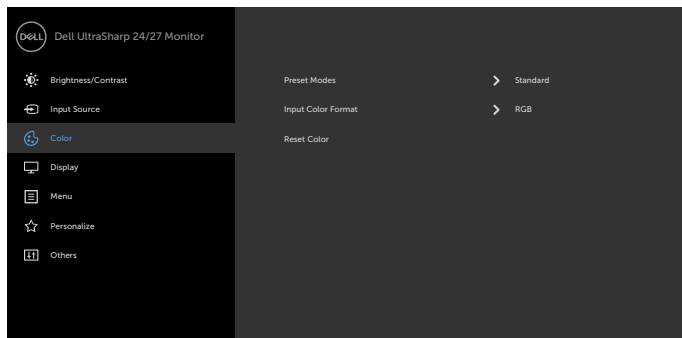 DELL Dell UltraSharp 24/27 Monitor
Brightness/Contrast
Preset Modes Standard
Input Source
Input Color Format RGB
Color
Reset Color
Display
Menu
Personalize
Others